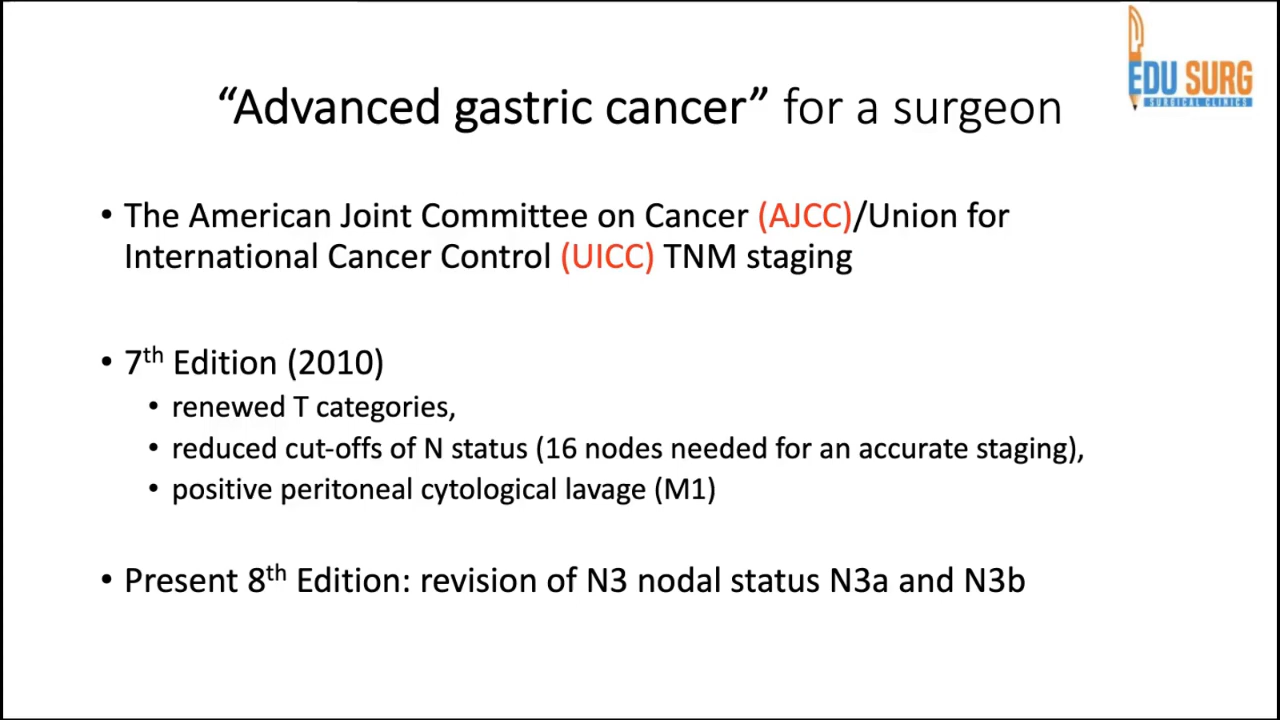 EDU SURG
SURGICAL CLINICS
“Advanced gastric cancer” for a surgeon
• The American Joint Committee on Cancer (AJCC)/Union for
International Cancer Control (UICC) TNM staging
• 7th Edition (2010)
• renewed T categories,
• reduced cut-offs of N status (16 nodes needed for an accurate staging),
• positive peritoneal cytological lavage (M1)
• Present 8th Edition: revision of N3 nodal status N3a and N3b